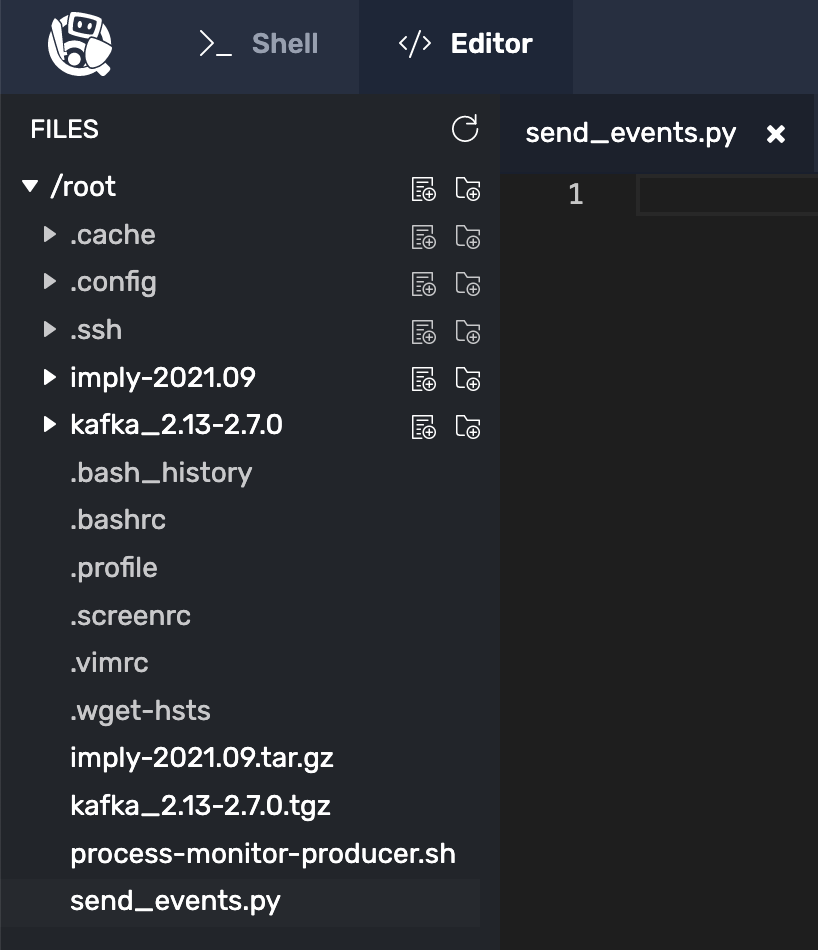 >_ Shell
</> Editor
FILES
/root
.cache
.config
.ssh
imply-2021.09
kafka_2.13-2.7.0
.bash_history
.bashrc
.profile
.screenrc
.vimrc
.wget-hsts
imply-2021.09.tar.gz
kafka_2.13-2.7.0.tgz
process-monitor-producer.sh
send_events.py
send_events.py
1